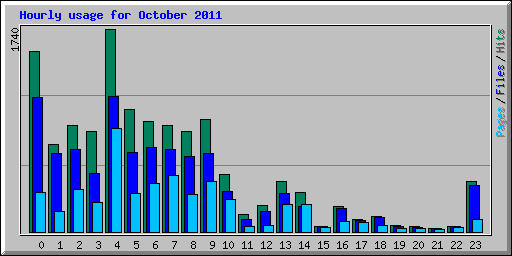 Hourly usage for October 2011
1740
Pages / Files / Hits
0 1 2 3 4 5 6 7 8 9 10 11 12 13 14 15 16 17 18 19 20 21 22 23